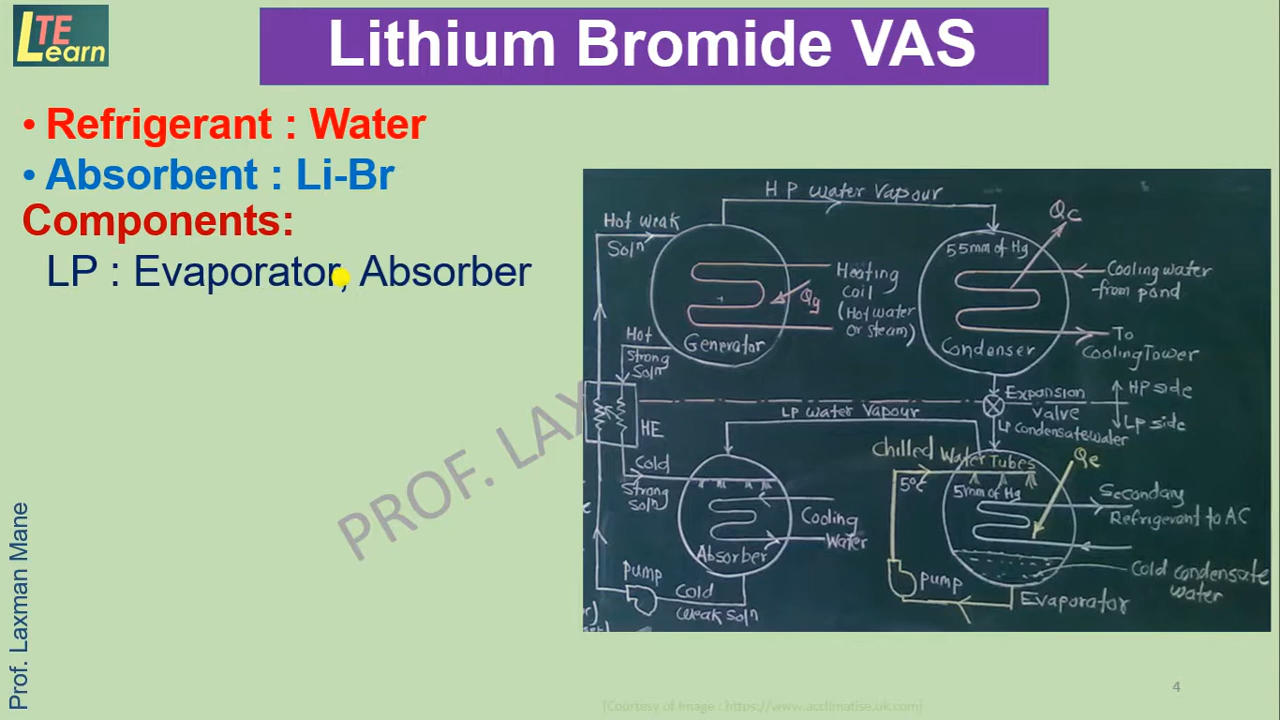 LTE
Learn
Lithium Bromide VAS
• Refrigerant : Water
• Absorbent : Li-Br
Components:
LP : Evaporator, Absorber
H P Water Vapour
Hot weak
Soln
Qc
55mm of Hg
Heating
coil
(Hot water
or steam)
Qg
Generator
Cooling water
from pond
To
Cooling Tower
Condenser
Hot
Strong
Soln
Expansion
valve
HP side
LP side
LP Water Vapour
LP condensate water
HE
Chilled Water Tubes
Qe
Cold
Strong
Soln
5°c
5mm of Hg
Secondary
Refrigerant to AC
Cooling
Water
Absorber
Pump
Cold
Weak Soln
Pump
Cold condensate
water
Evaporator
PROF. LAX
Prof. Laxman Mane
4
[Courtesy of Image : https://www.acclimatise.uk.com]